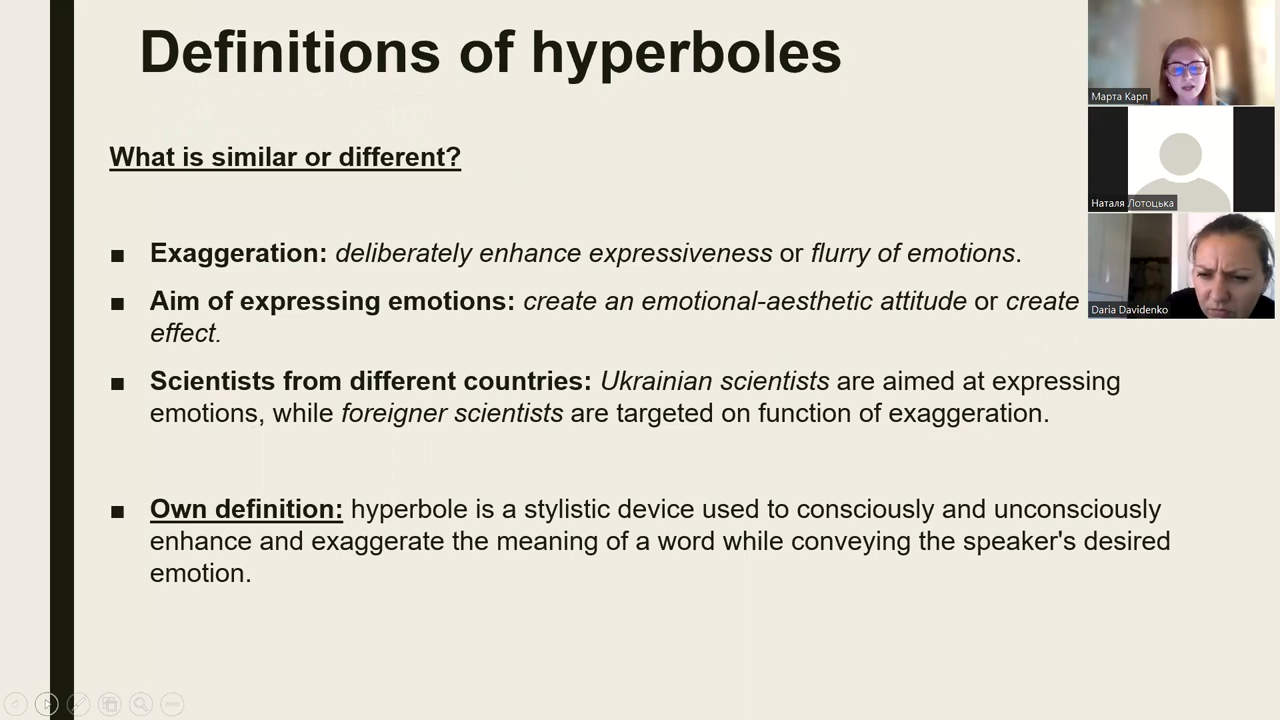 Definitions of hyperboles
What is similar or different?
■ Exaggeration: deliberately enhance expressiveness or flurry of emotions.
■ Aim of expressing emotions: create an emotional-aesthetic attitude or create
effect.
■ Scientists from different countries: Ukrainian scientists are aimed at expressing
emotions, while foreigner scientists are targeted on function of exaggeration.
■ Own definition: hyperbole is a stylistic device used to consciously and unconsciously
enhance and exaggerate the meaning of a word while conveying the speaker's desired
emotion.
Марта Карп
Наталя Лотоцька
Daria Davidenko